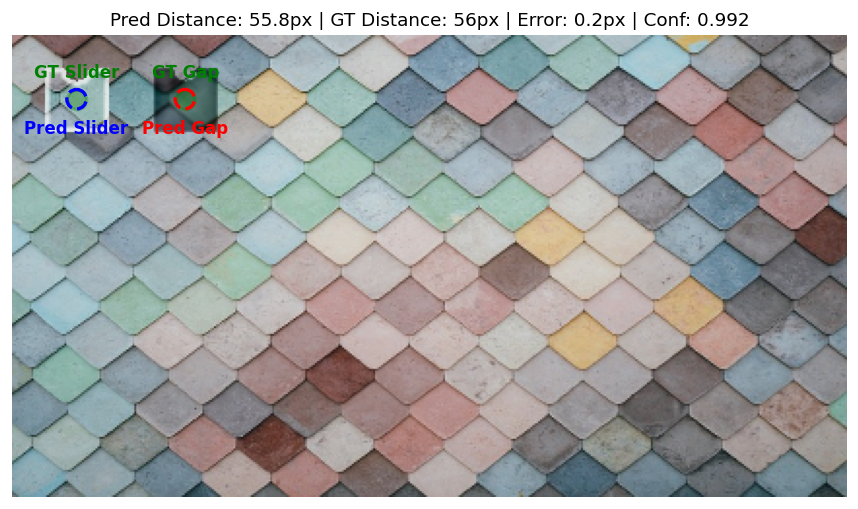 Pred Distance: 55.8px | GT Distance: 56px | Error: 0.2px | Conf: 0.992
GT Slider GT Gap
Pred Slider Pred Gap